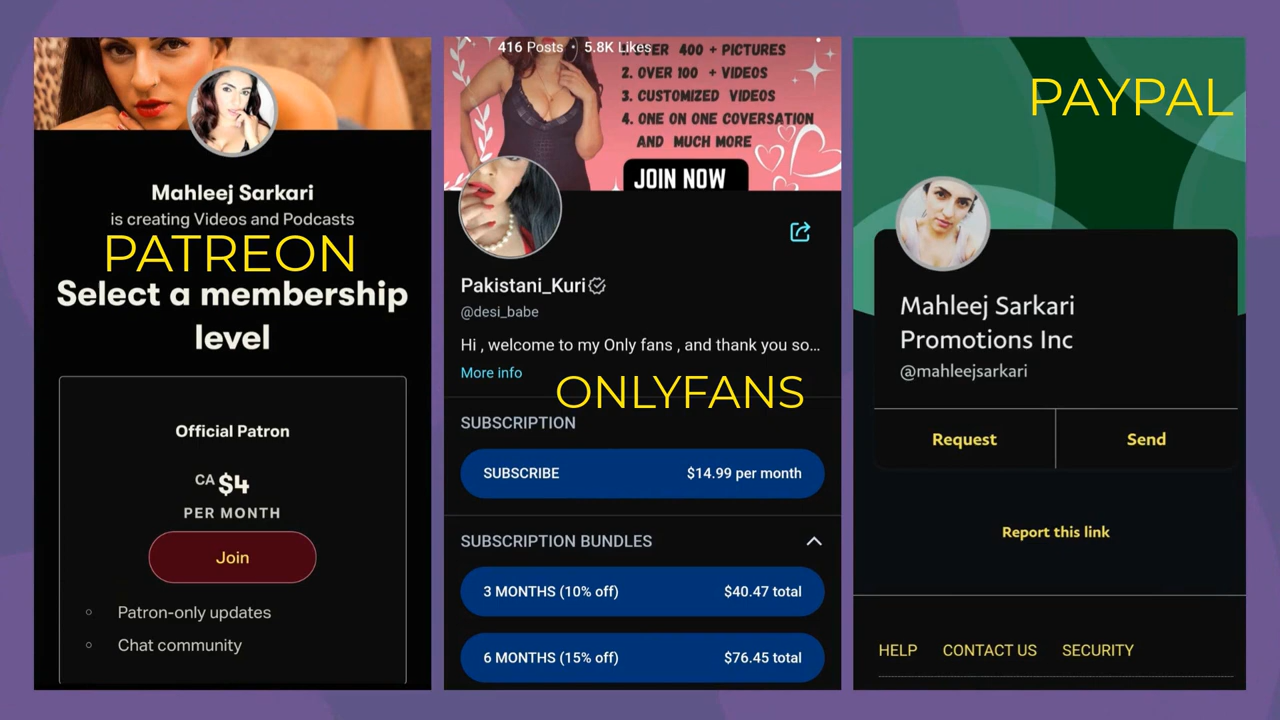 Mahleej Sarkari
is creating Videos and Podcasts
PATREON
Select a membership
level
Official Patron
CA $4
PER MONTH
Join
Patron-only updates
Chat community
416 Posts • 5.8K Likes
1. OVER 400 + PICTURES
2. OVER 100 + VIDEOS
3. CUSTOMIZED VIDEOS
4. ONE ON ONE COVERSATION
AND MUCH MORE
JOIN NOW
Pakistani_Kuri
@desi_babe
Hi , welcome to my Only fans , and thank you so...
More info
ONLYFANS
SUBSCRIPTION
SUBSCRIBE $14.99 per month
SUBSCRIPTION BUNDLES
3 MONTHS (10% off) $40.47 total
6 MONTHS (15% off) $76.45 total
PAYPAL
Mahleej Sarkari
Promotions Inc
@mahleejsarkari
Request Send
Report this link
HELP CONTACT US SECURITY